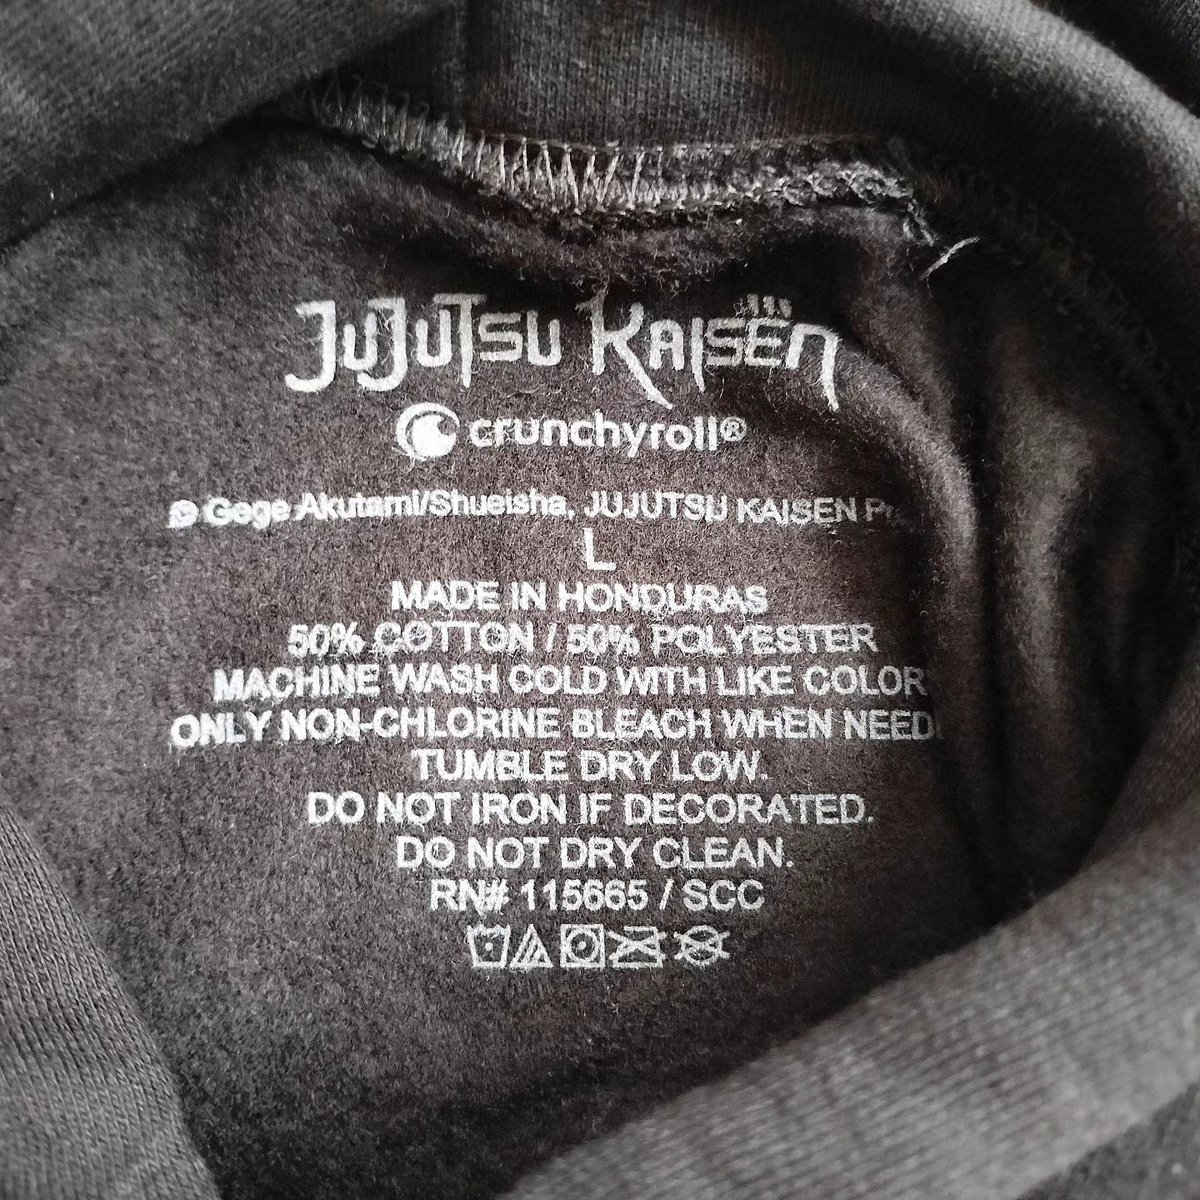 JUJUTSU KAISEN
crunchyroll®
© Gege Akutami/Shueisha, JUJUTSU KAISEN
L
MADE IN HONDURAS
50% COTTON / 50% POLYESTER
MACHINE WASH COLD WITH LIKE COLOR
ONLY NON-CHLORINE BLEACH WHEN
TUMBLE DRY LOW.
DO NOT IRON IF DECORATED.
DO NOT DRY CLEAN.
RN# 115665 / SCC